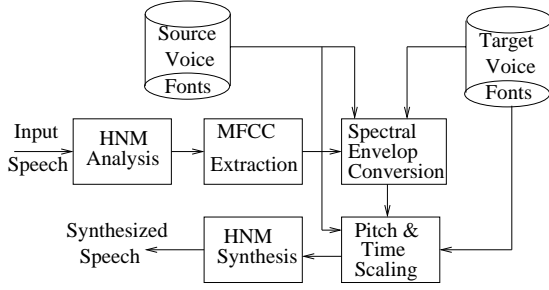 Source
Voice
Fonts
Target
Voice
Fonts
Input
Speech
HNM
Analysis
MFCC
Extraction
Spectral
Envelop
Conversion
Synthesized
Speech
HNM
Synthesis
Pitch &
Time
Scaling